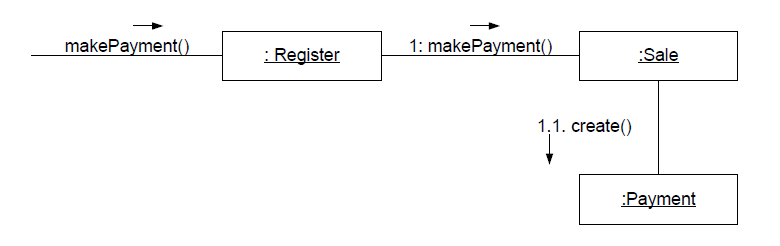 makePayment()
: Register
1: makePayment()
:Sale
1.1. create()
:Payment